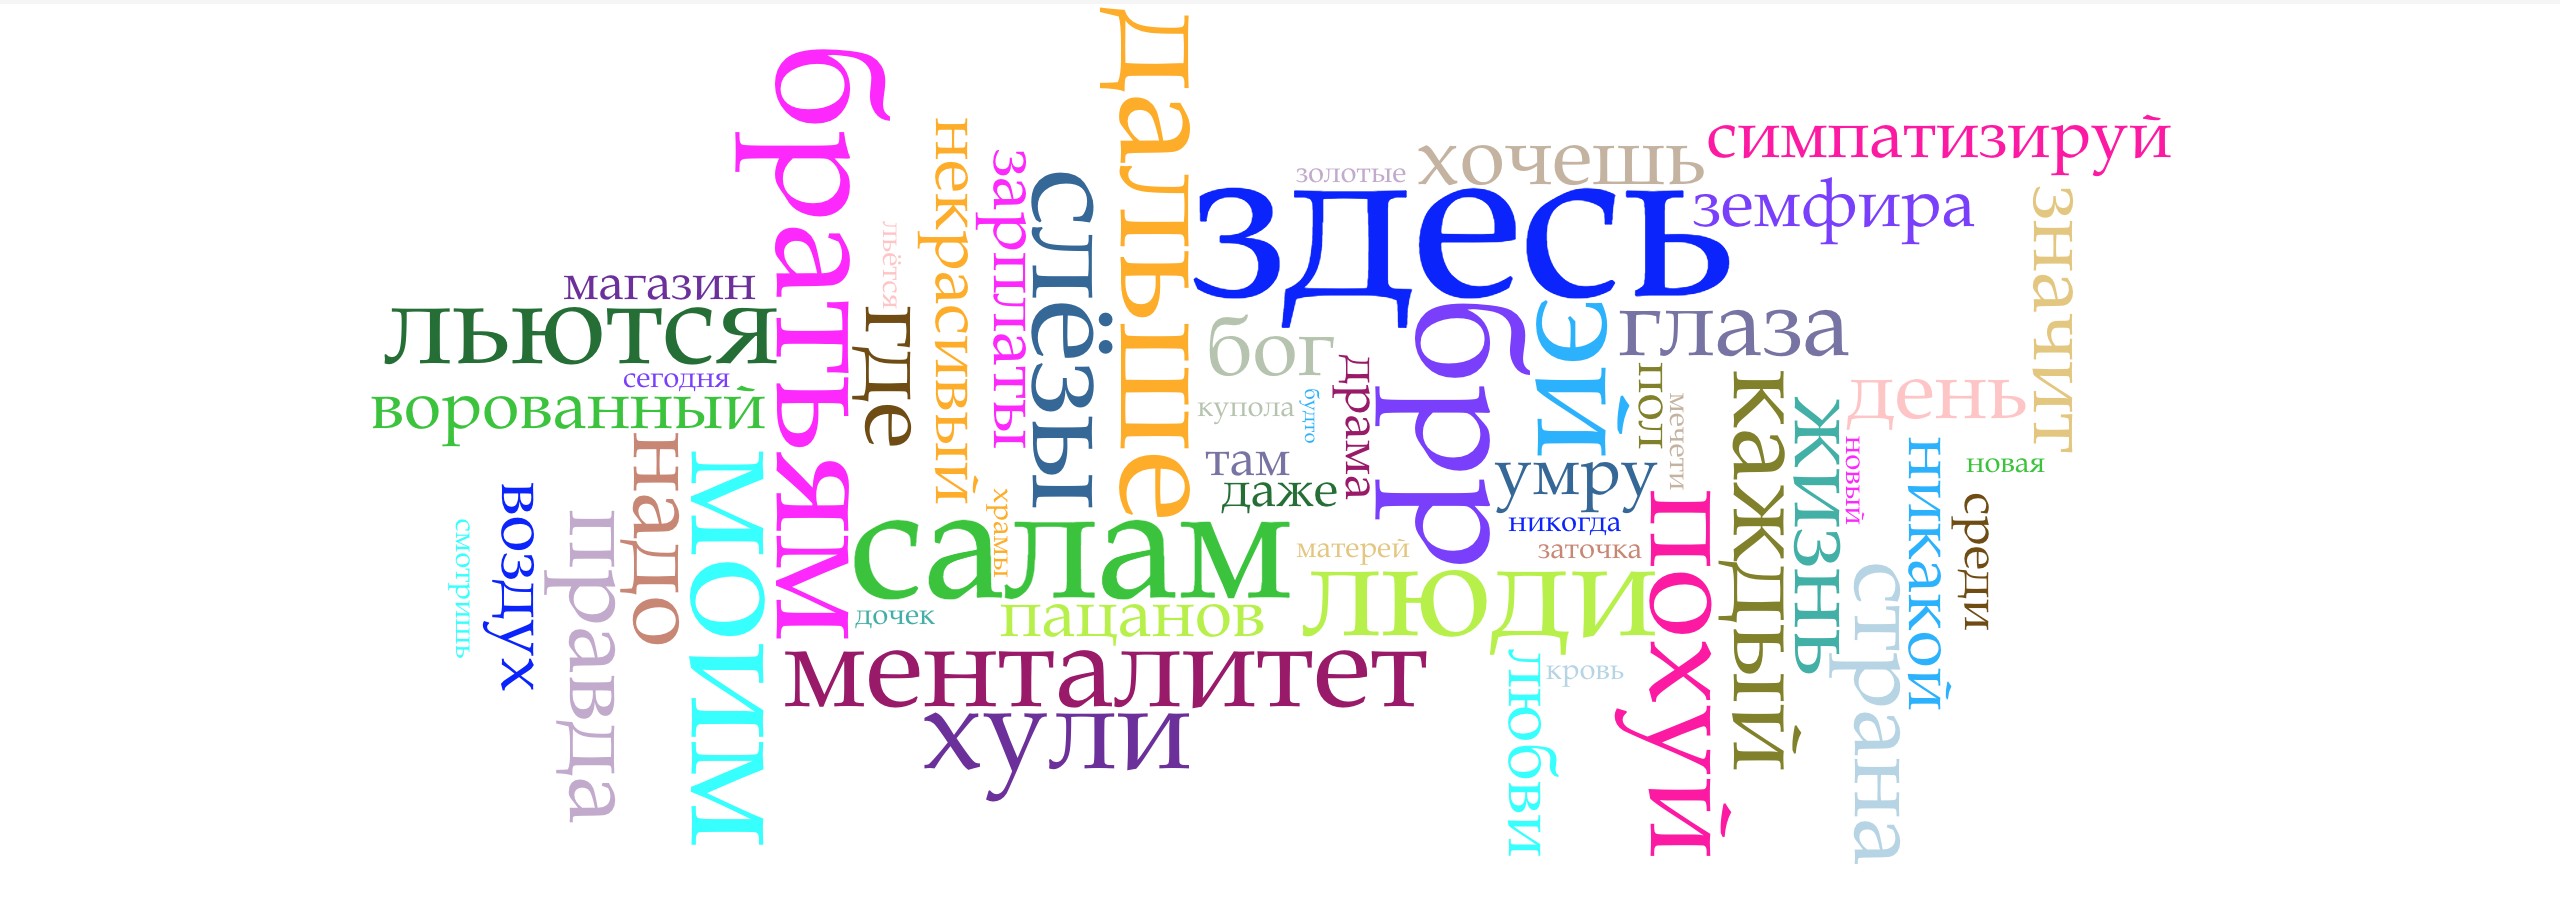 дальше
братьям
некрасивый
симпатизируй
хочешь
зарплаты
золотые
слёзы
земфира
здесь
значит
льётся
магазин
льются
где
эй
глаза
брр
бог
драма
пол
сегодня
каждый
день
ворованный
купола
будто
мечети
жизнь
надо
новый
никакой
там
моим
умру
новая
даже
воздух
храмы
похуй
среди
правда
смотришь
салам
никогда
матерей
заточка
страна
люди
дочек
пацанов
менталитет
любви
кровь
хули